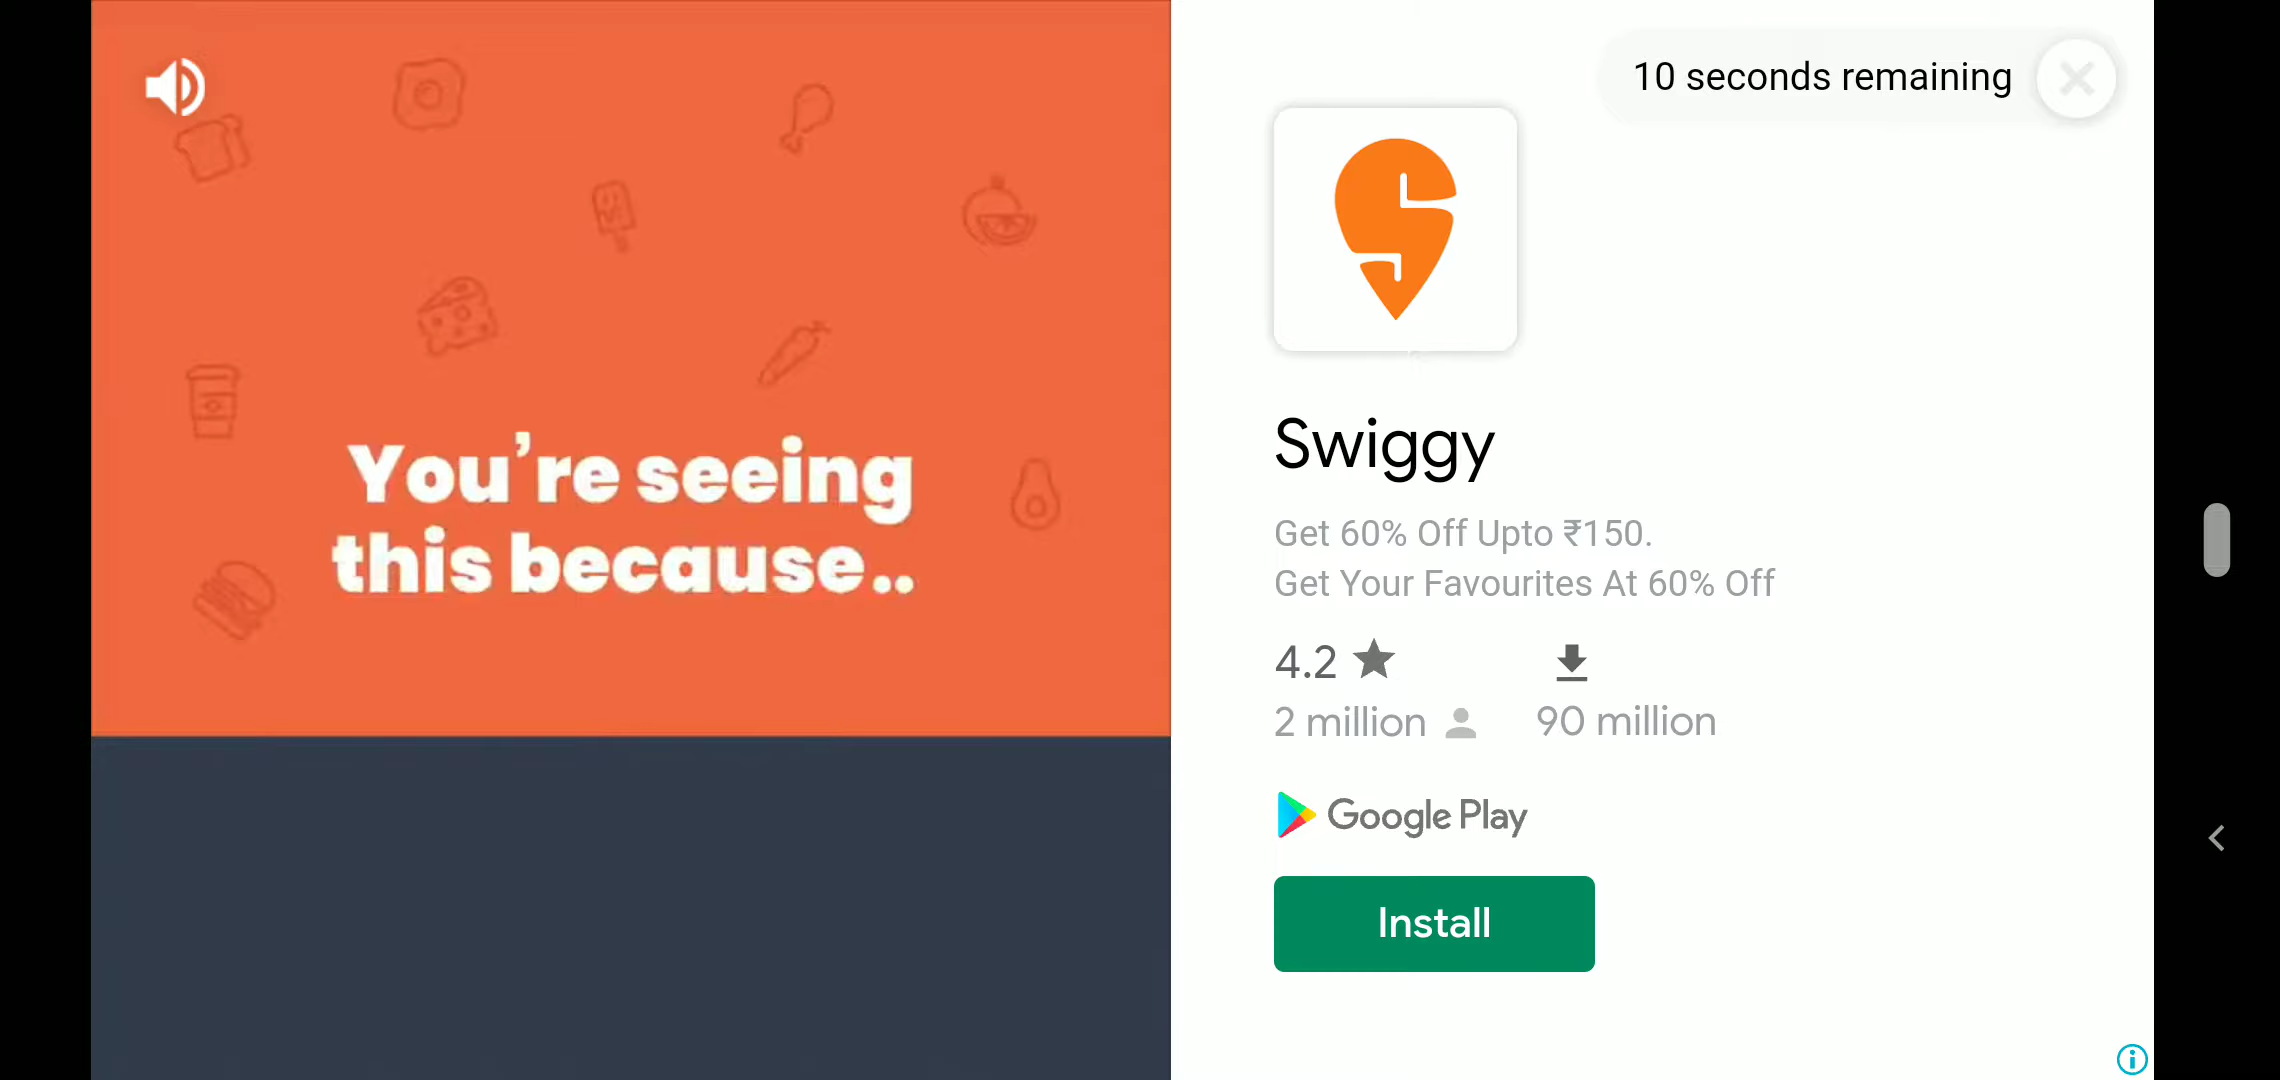 You're seeing
this because..
10 seconds remaining
Swiggy
Get 60% Off Upto ₹150.
Get Your Favourites At 60% Off
4.2
2 million
90 million
Google Play
Install